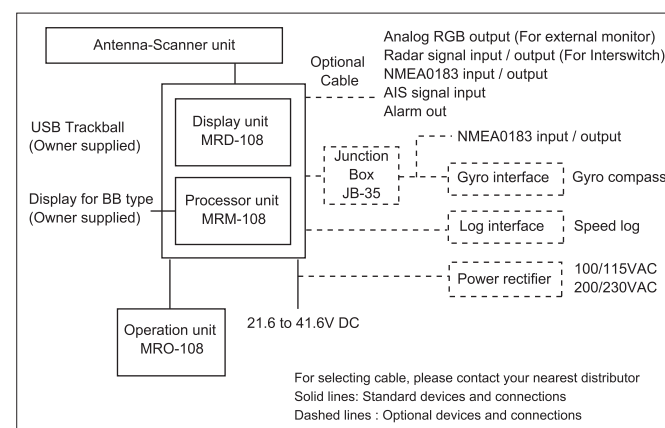 Antenna-Scanner unit
Optional
Cable
Analog RGB output (For external monitor)
Radar signal input / output (For Interswitch)
NMEA0183 input / output
AIS signal input
Alarm out
USB Trackball
(Owner supplied)
Display unit
MRD-108
Display for BB type
(Owner supplied)
Processor unit
MRM-108
Junction
Box
JB-35
NMEA0183 input / output
Gyro interface
Gyro compass
Log interface
Speed log
Power rectifier
100/115VAC
200/230VAC
Operation unit
MRO-108
21.6 to 41.6V DC
For selecting cable, please contact your nearest distributor
Solid lines: Standard devices and connections
Dashed lines : Optional devices and connections